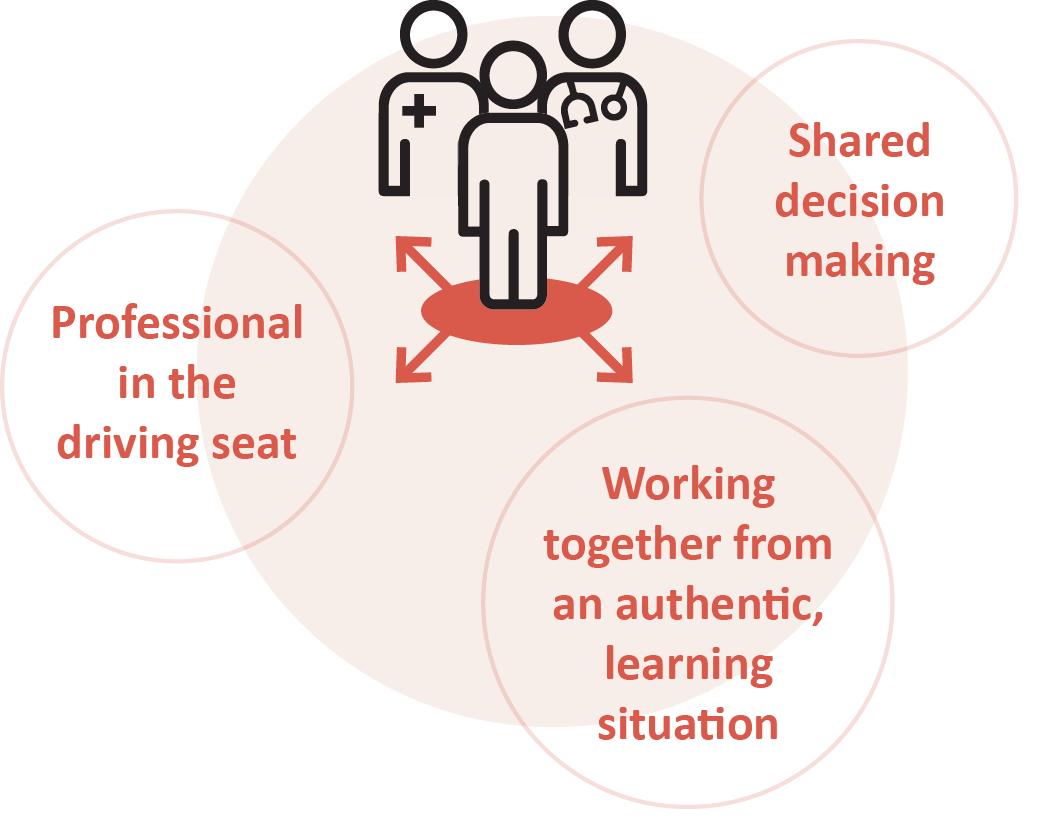 Shared
decision
making
Professional
in the
driving seat
Working
together from
an authentic,
learning
situation